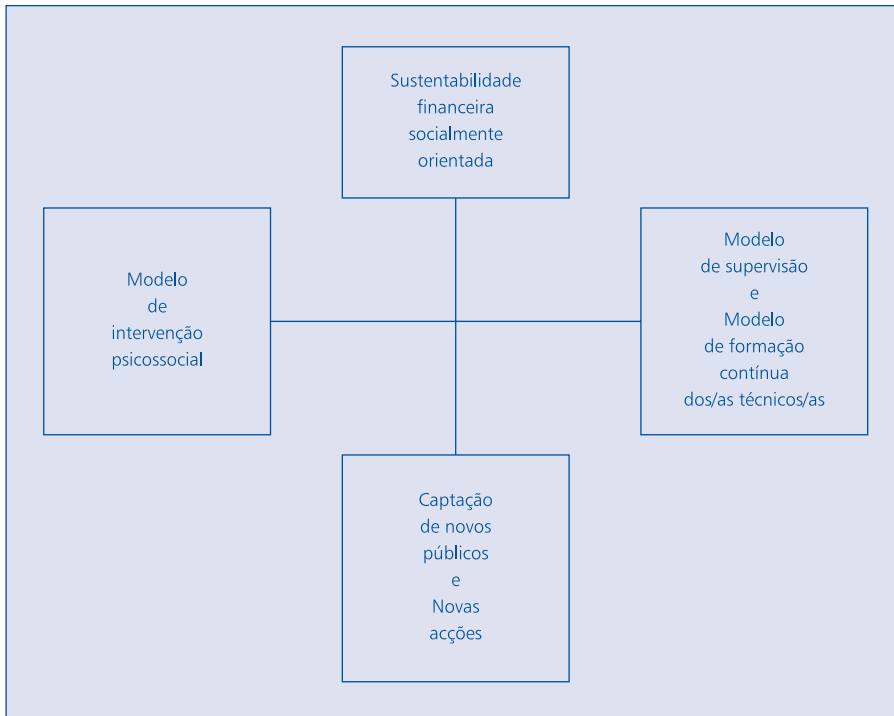 Sustentabilidade
financeira
socialmente
orientada
Modelo
de
intervenção
psicossocial
Modelo
de supervisão
e
Modelo
de formação
contínua
dos/as técnicos/as
Captação
de novos
públicos
e
Novas
acções